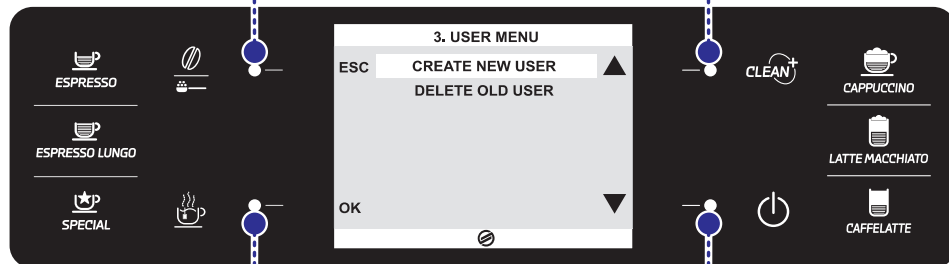 3. USER MENU
ESC
CREATE NEW USER
DELETE OLD USER
OK
ESPRESSO
ESPRESSO LUNGO
SPECIAL
CLEAN+
CAPPUCCINO
LATTE MACCHIATO
CAFFELATTE